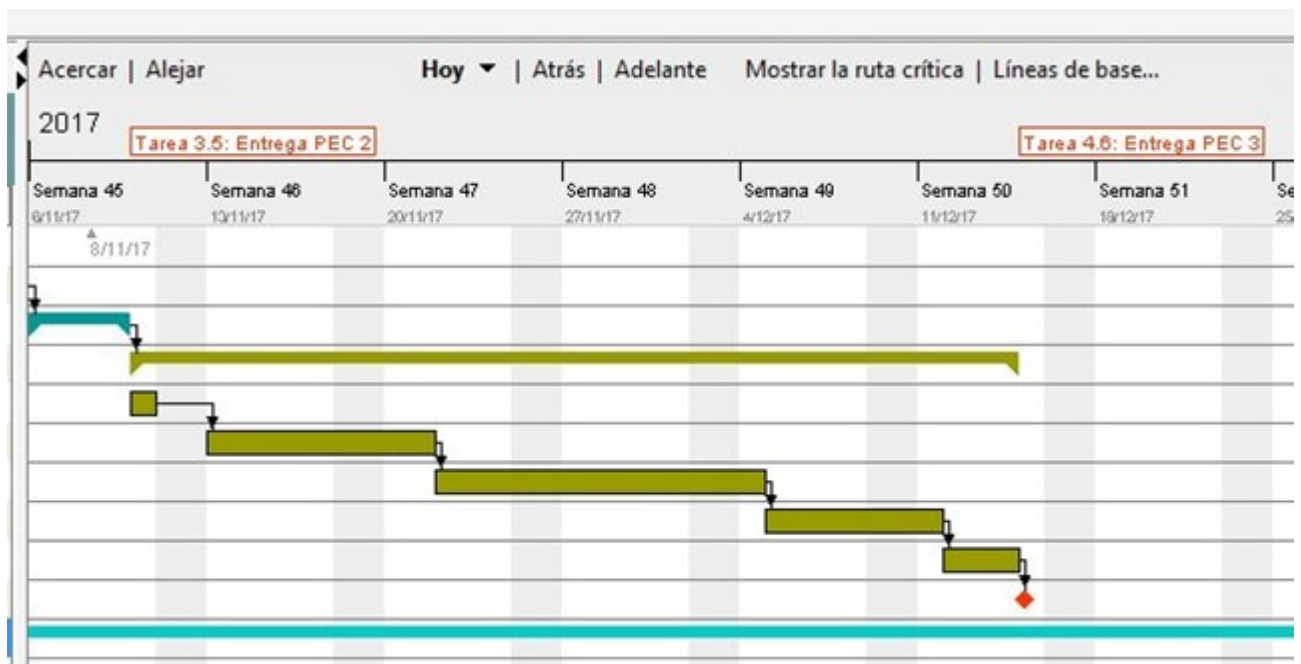 Acercar | Alejar
Hoy | Atrás | Adelante
Mostrar la ruta crítica | Líneas de base...
2017
Tarea 3.5: Entrega PEC 2
Tarea 4.6: Entrega PEC 3
Semana 45
Semana 46
Semana 47
Semana 48
Semana 49
Semana 50
Semana 51
Se
6/11/17
13/11/17
20/11/17
27/11/17
4/12/17
11/12/17
18/12/17
25
8/11/17